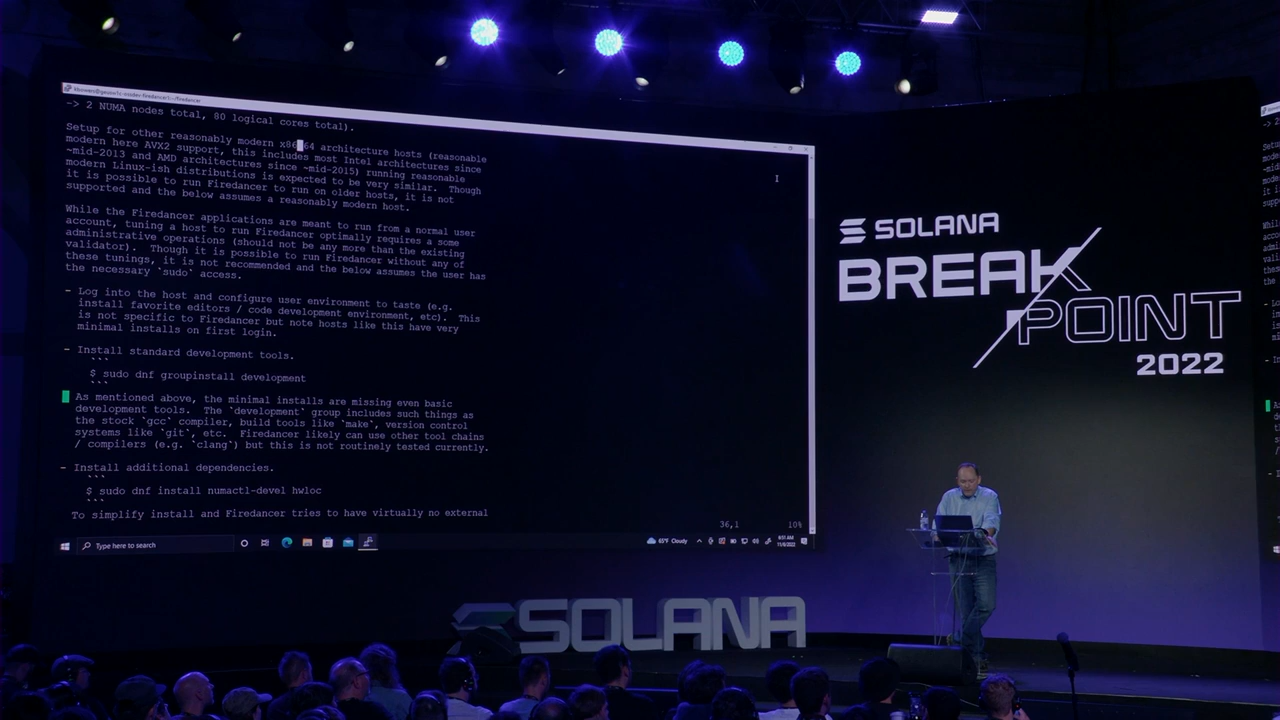 kbowers@
-> 2 NUMA nodes total, 80 logical cores total).
Setup for other reasonably modern x86_64 architecture hosts (reasonable
modern here AVX2 support, this includes most Intel architectures since
~mid-2013 and AMD architectures since ~mid-2015) running reasonable
modern Linux-ish distributions is expected to be very similar. Though
it is possible to run Firedancer to run on older hosts, it is not
supported and the below assumes a reasonably modern host.
While the Firedancer applications are meant to run from a normal user
account, tuning a host to run Firedancer optimally requires a some
administrative operations (should not be any more than the existing
validator). Though it is possible to run Firedancer without any of
these tunings, it is not recommended and the below assumes the user has
the necessary `sudo` access.
- Log into the host and configure user environment to taste (e.g.
install favorite editors / code development environment, etc). This
is not specific to Firedancer but note hosts like this have very
minimal installs on first login.
- Install standard development tools.
```
$ sudo dnf groupinstall development
```
As mentioned above, the minimal installs are missing even basic
development tools. The `development` group includes such things as
the stock `gcc` compiler, build tools like `make`, version control
systems like `git`, etc. Firedancer likely can use other tool chains
/ compilers (e.g. `clang`) but this is not routinely tested currently.
- Install additional dependencies.
```
$ sudo dnf install numactl-devel hwloc
```
To simplify install and Firedancer tries to have virtually no external
36,1 10%
Type here to search
65°F Cloudy
11/6/2022
SOLANA
BREAK
POINT
2022
SOLANA